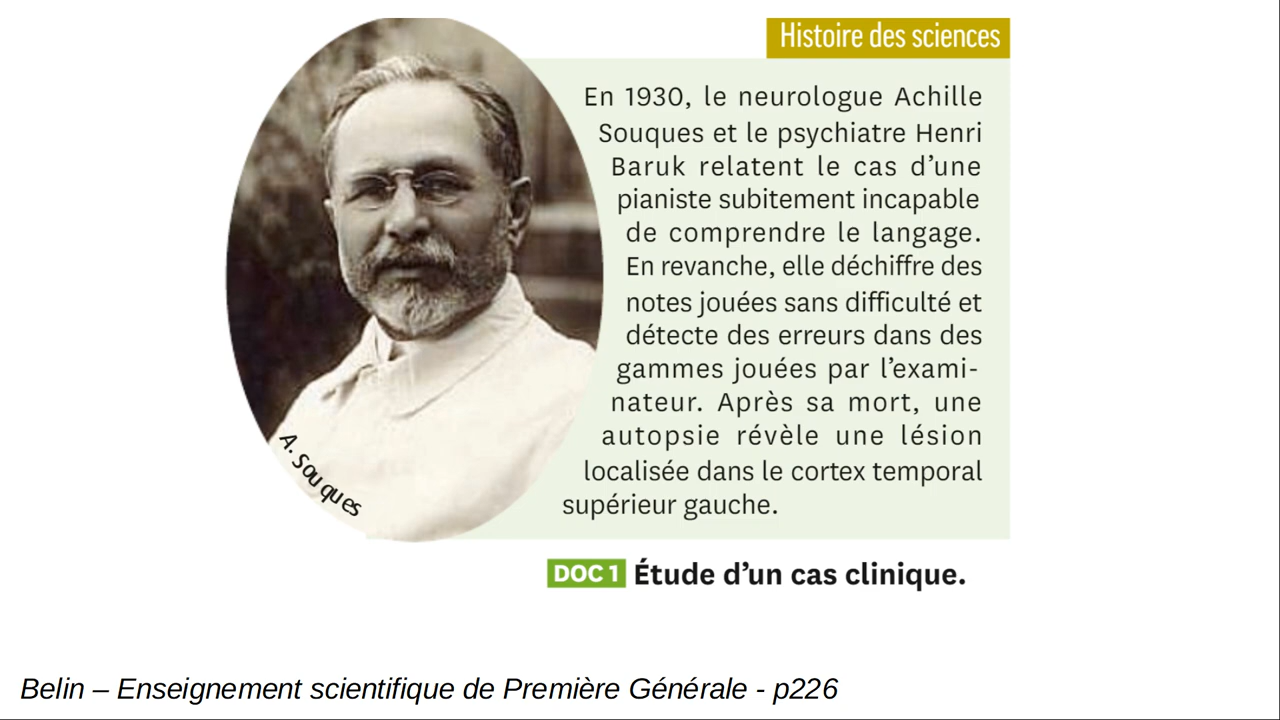 Histoire des sciences
En 1930, le neurologue Achille
Souques et le psychiatre Henri
Baruk relatent le cas d’une
pianiste subitement incapable
de comprendre le langage.
En revanche, elle déchiffre des
notes jouées sans difficulté et
détecte des erreurs dans des
gammes jouées par l’exami-
nateur. Après sa mort, une
autopsie révèle une lésion
localisée dans le cortex temporal
supérieur gauche.
A. Souques
DOC 1 Étude d’un cas clinique.
Belin – Enseignement scientifique de Première Générale - p226